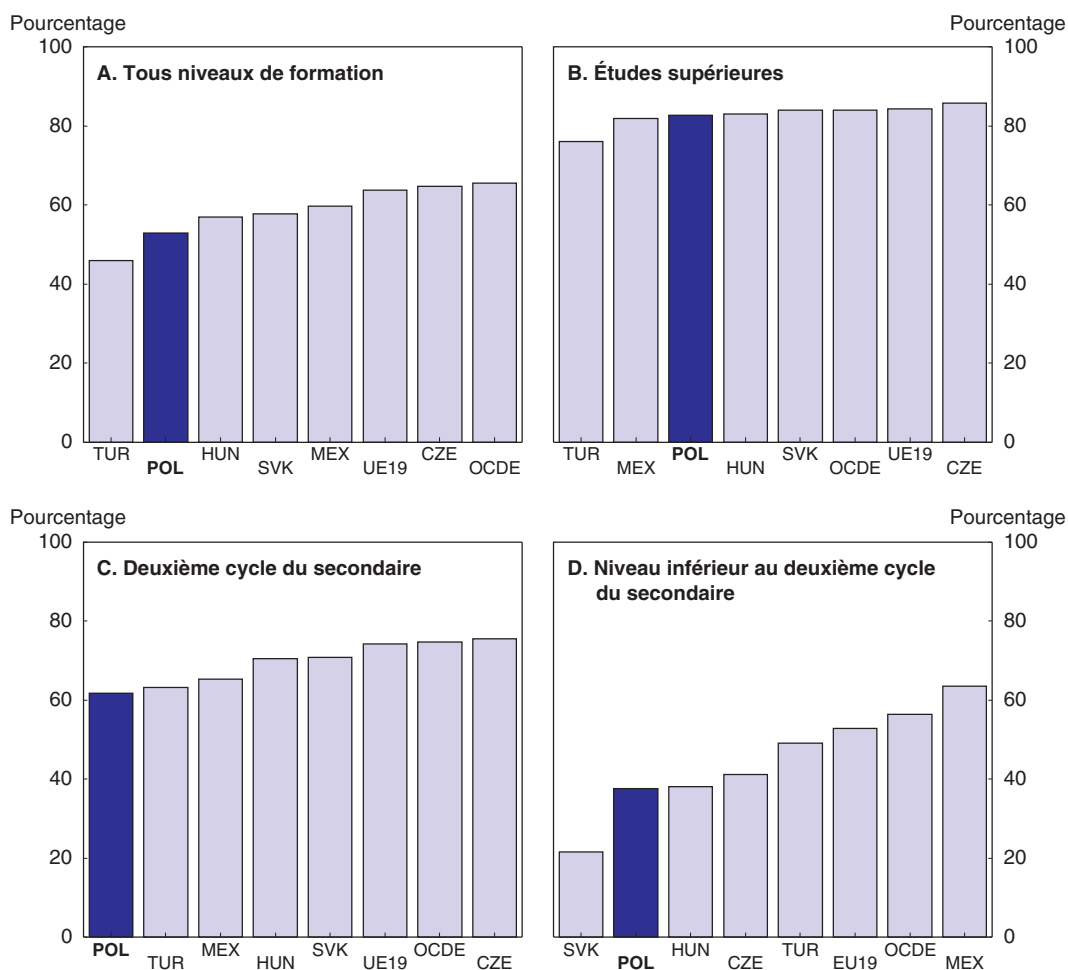 Pourcentage
Pourcentage
A. Tous niveaux de formation
100
80
60
40
20
0
TUR
POL
HUN
SVK
MEX
UE19
CZE
OCDE
B. Études supérieures
100
80
60
40
20
0
TUR
MEX
POL
HUN
SVK
OCDE
UE19
CZE
Pourcentage
Pourcentage
C. Deuxième cycle du secondaire
100
80
60
40
20
0
POL
TUR
MEX
HUN
SVK
UE19
OCDE
CZE
D. Niveau inférieur au deuxième cycle
du secondaire
100
80
60
40
20
0
SVK
POL
HUN
CZE
TUR
EU19
OCDE
MEX